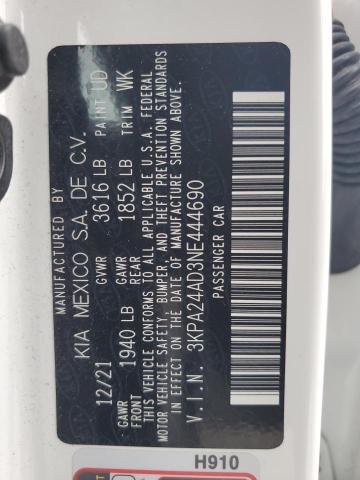 MANUFACTURED BY
KIA MEXICO S.A. DE C.V.
12/21 GVWR 3616 LB PAINT UD
GAWR FRONT 1940 LB GAWR REAR 1852 LB TRIM WK
THIS VEHICLE CONFORMS TO ALL APPLICABLE U.S.A. FEDERAL
MOTOR VEHICLE SAFETY, BUMPER, AND THEFT PREVENTION STANDARDS
IN EFFECT ON THE DATE OF MANUFACTURE SHOWN ABOVE.
V.I.N. 3KPA24AD3NE444690
PASSENGER CAR
H910